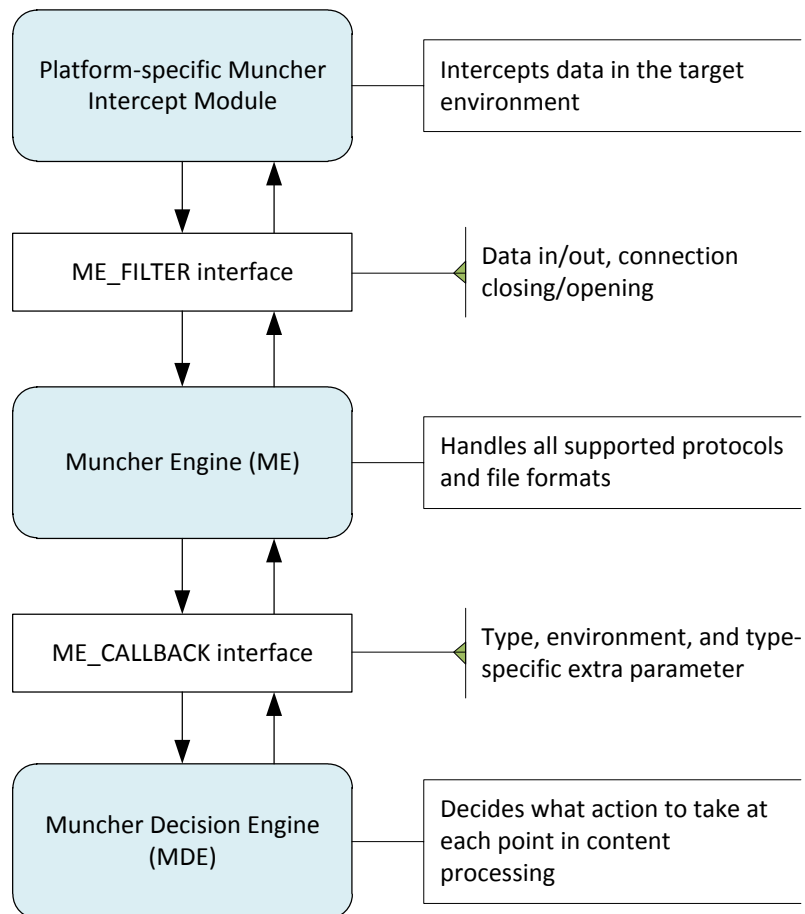 Platform-specific Muncher
Intercept Module
Intercepts data in the target
environment
ME_FILTER interface
Data in/out, connection
closing/opening
Muncher Engine (ME)
Handles all supported protocols
and file formats
ME_CALLBACK interface
Type, environment, and type-
specific extra parameter
Muncher Decision Engine
(MDE)
Decides what action to take at
each point in content
processing